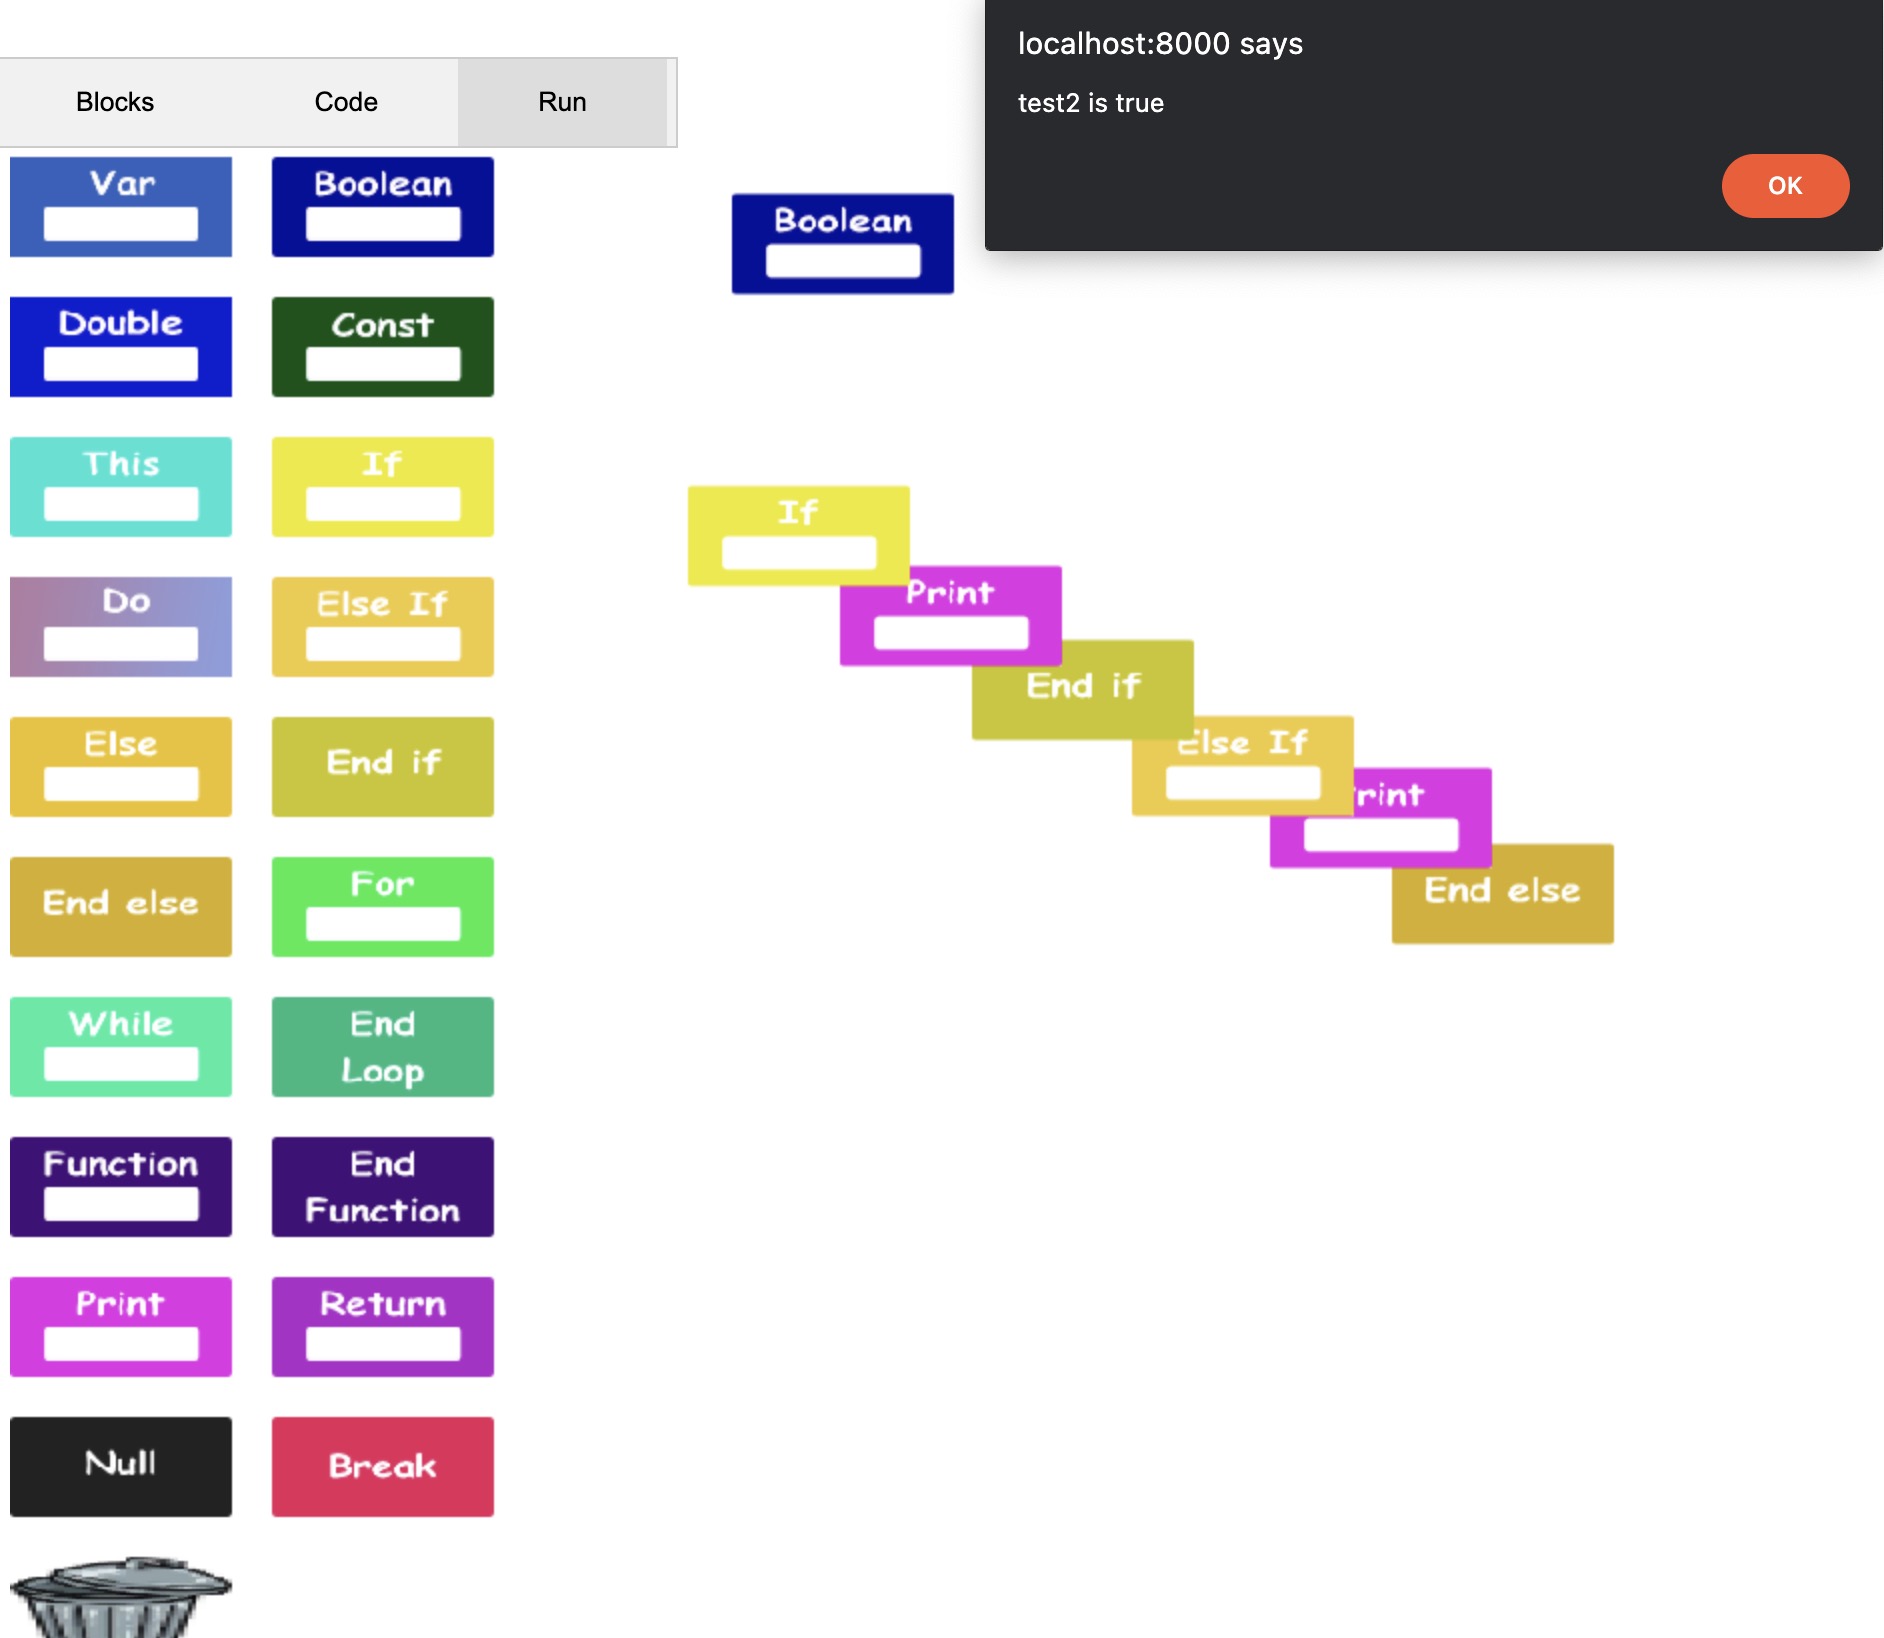 localhost:8000 says
test2 is true
OK
Blocks Code Run
Var Boolean
Double Const
This If
Do Else If
Else End if
End else For
While End
Loop
Function End
Function
Print Return
Null Break
Boolean
If
Print
End if
Else If
rint
End else